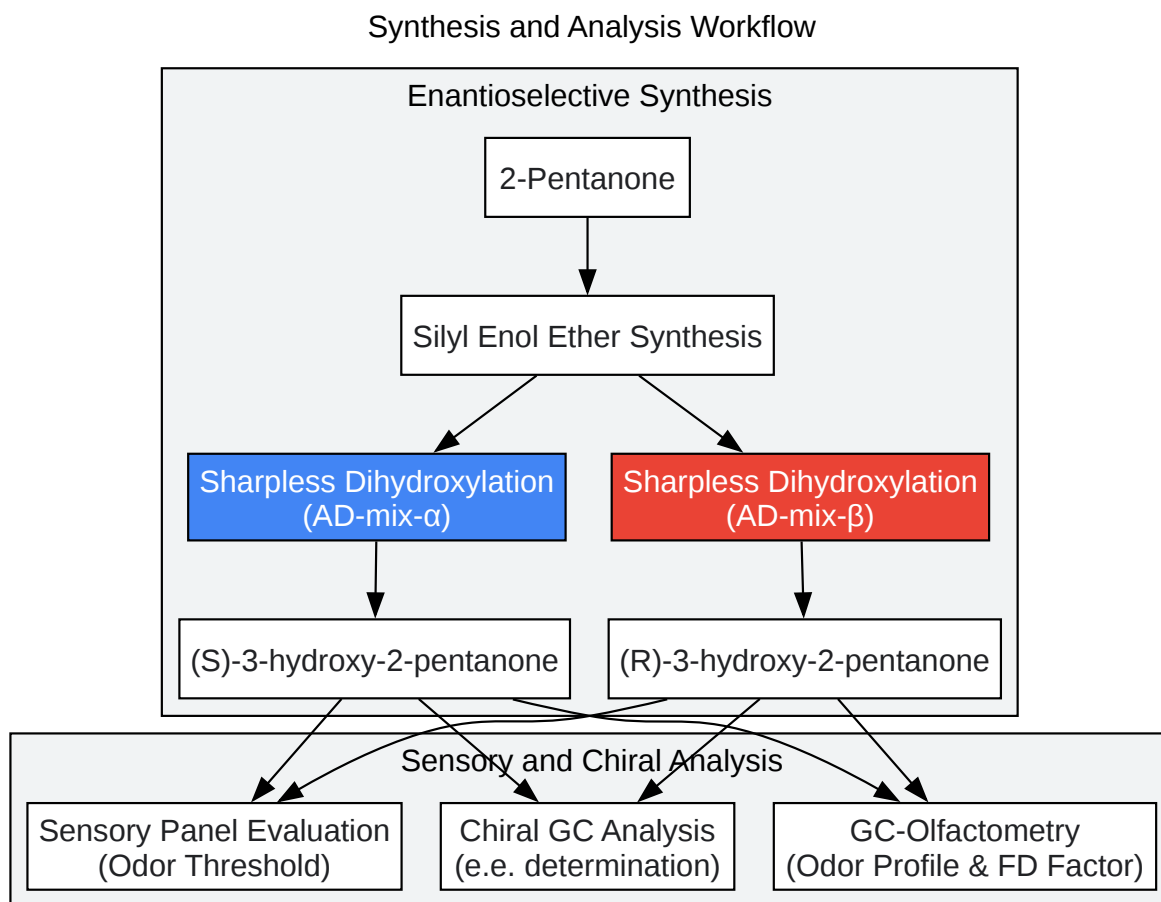 Synthesis and Analysis Workflow
Enantioselective Synthesis
2-Pentanone
Silyl Enol Ether Synthesis
Sharpless Dihydroxylation
(AD-mix-α)
Sharpless Dihydroxylation
(AD-mix-β)
(S)-3-hydroxy-2-pentanone
(R)-3-hydroxy-2-pentanone
Sensory and Chiral Analysis
Sensory Panel Evaluation
(Odor Threshold)
Chiral GC Analysis
(e.e. determination)
GC-Olfactometry
(Odor Profile & FD Factor)